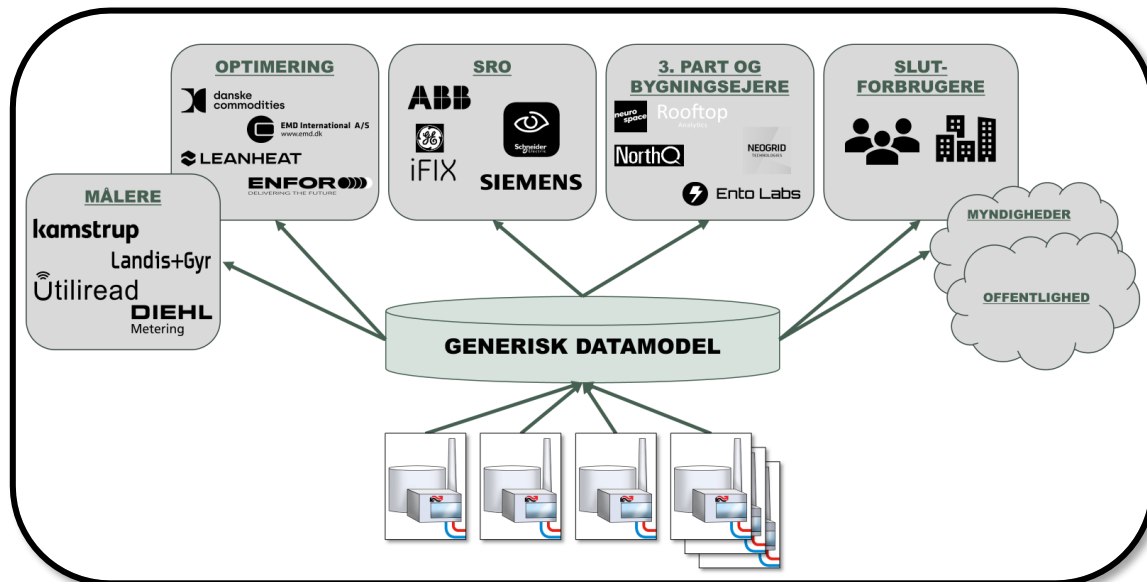 OPTIMERING
danske
commodities
EMD International A/S
www.emd.dk
LEANHEAT
ENFOR
DELIVERING THE FUTURE
SRO
ABB
GE
iFIX
Schneider
Electric
SIEMENS
3. PART OG
BYGNINGSEJERE
neuro
space
Rooftop
Analytics
NorthQ
NEOGRID
TECHNOLOGIES
Ento Labs
SLUT-
FORBRUGERE
MÅLERE
kamstrup
Landis+Gyr
Utiliread
DIEHL
Metering
MYNDIGHEDER
OFFENTLIGHED
GENERISK DATAMODEL